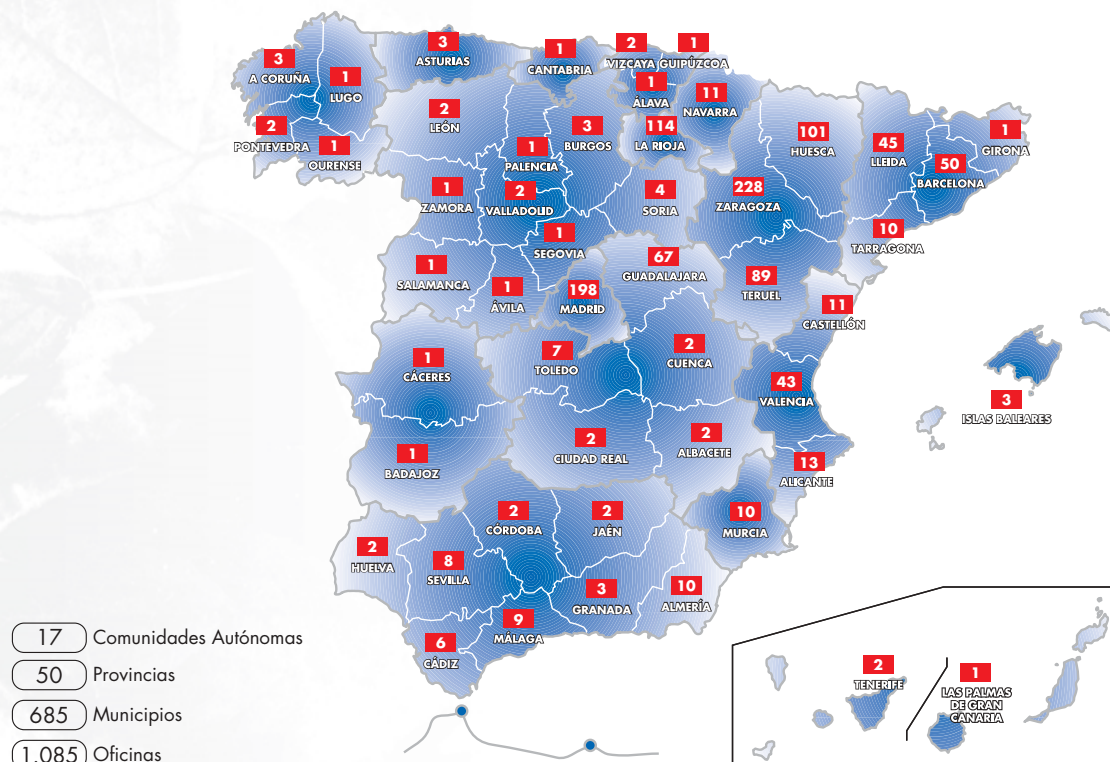 3
A CORUÑA
1
LUGO
2
PONTEVEDRA
1
OURENSE
3
ASTURIAS
1
CANTABRIA
2
VIZCAYA
1
GUIPÚZCOA
1
ÁLAVA
11
NAVARRA
114
LA RIOJA
101
HUESCA
45
LLEIDA
1
GIRONA
50
BARCELONA
10
TARRAGONA
2
LEÓN
1
PALENCIA
3
BURGOS
1
ZAMORA
2
VALLADOLID
4
SORIA
228
ZARAGOZA
1
SEGOVIA
1
SALAMANCA
1
ÁVILA
198
MADRID
67
GUADALAJARA
89
TERUEL
11
CASTELLÓN
1
CÁCERES
7
TOLEDO
2
CUENCA
43
VALENCIA
3
ISLAS BALEARES
1
BADAJOZ
2
CIUDAD REAL
2
ALBACETE
13
ALICANTE
2
CÓRDOBA
2
JAÉN
10
MURCIA
2
HUELVA
8
SEVILLA
3
GRANADA
10
ALMERÍA
9
MÁLAGA
6
CÁDIZ
2
TENERIFE
1
LAS PALMAS
DE GRAN
CANARIA
17 Comunidades Autónomas
50 Provincias
685 Municipios
1.085 Oficinas